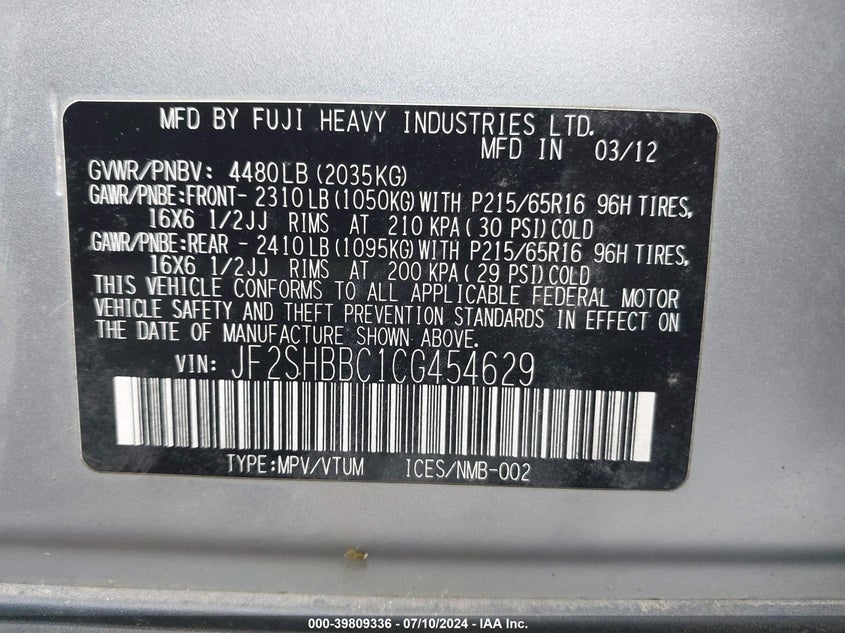 MFD BY FUJI HEAVY INDUSTRIES LTD.
MFD IN 03/12
GVWR/PNBV: 4480LB(2035KG)
GAWR/PNBE:FRONT- 2310LB(1050KG)WITH P215/65R16 96H TIRES,
16X6 1/2JJ RIMS AT 210 KPA( 30 PSI)COLD
GAWR/PNBE:REAR - 2410LB(1095KG)WITH P215/65R16 96H TIRES,
16X6 1/2JJ RIMS AT 200 KPA( 29 PSI)COLD
THIS VEHICLE CONFORMS TO ALL APPLICABLE FEDERAL MOTOR
VEHICLE SAFETY AND THEFT PREVENTION STANDARDS IN EFFECT ON
THE DATE OF MANUFACTURE SHOWN ABOVE.
VIN: JF2SHBBC1CG454629
TYPE:MPV/VTUM ICES/NMB-002
000-39809336 - 07/10/2024 - IAA Inc.